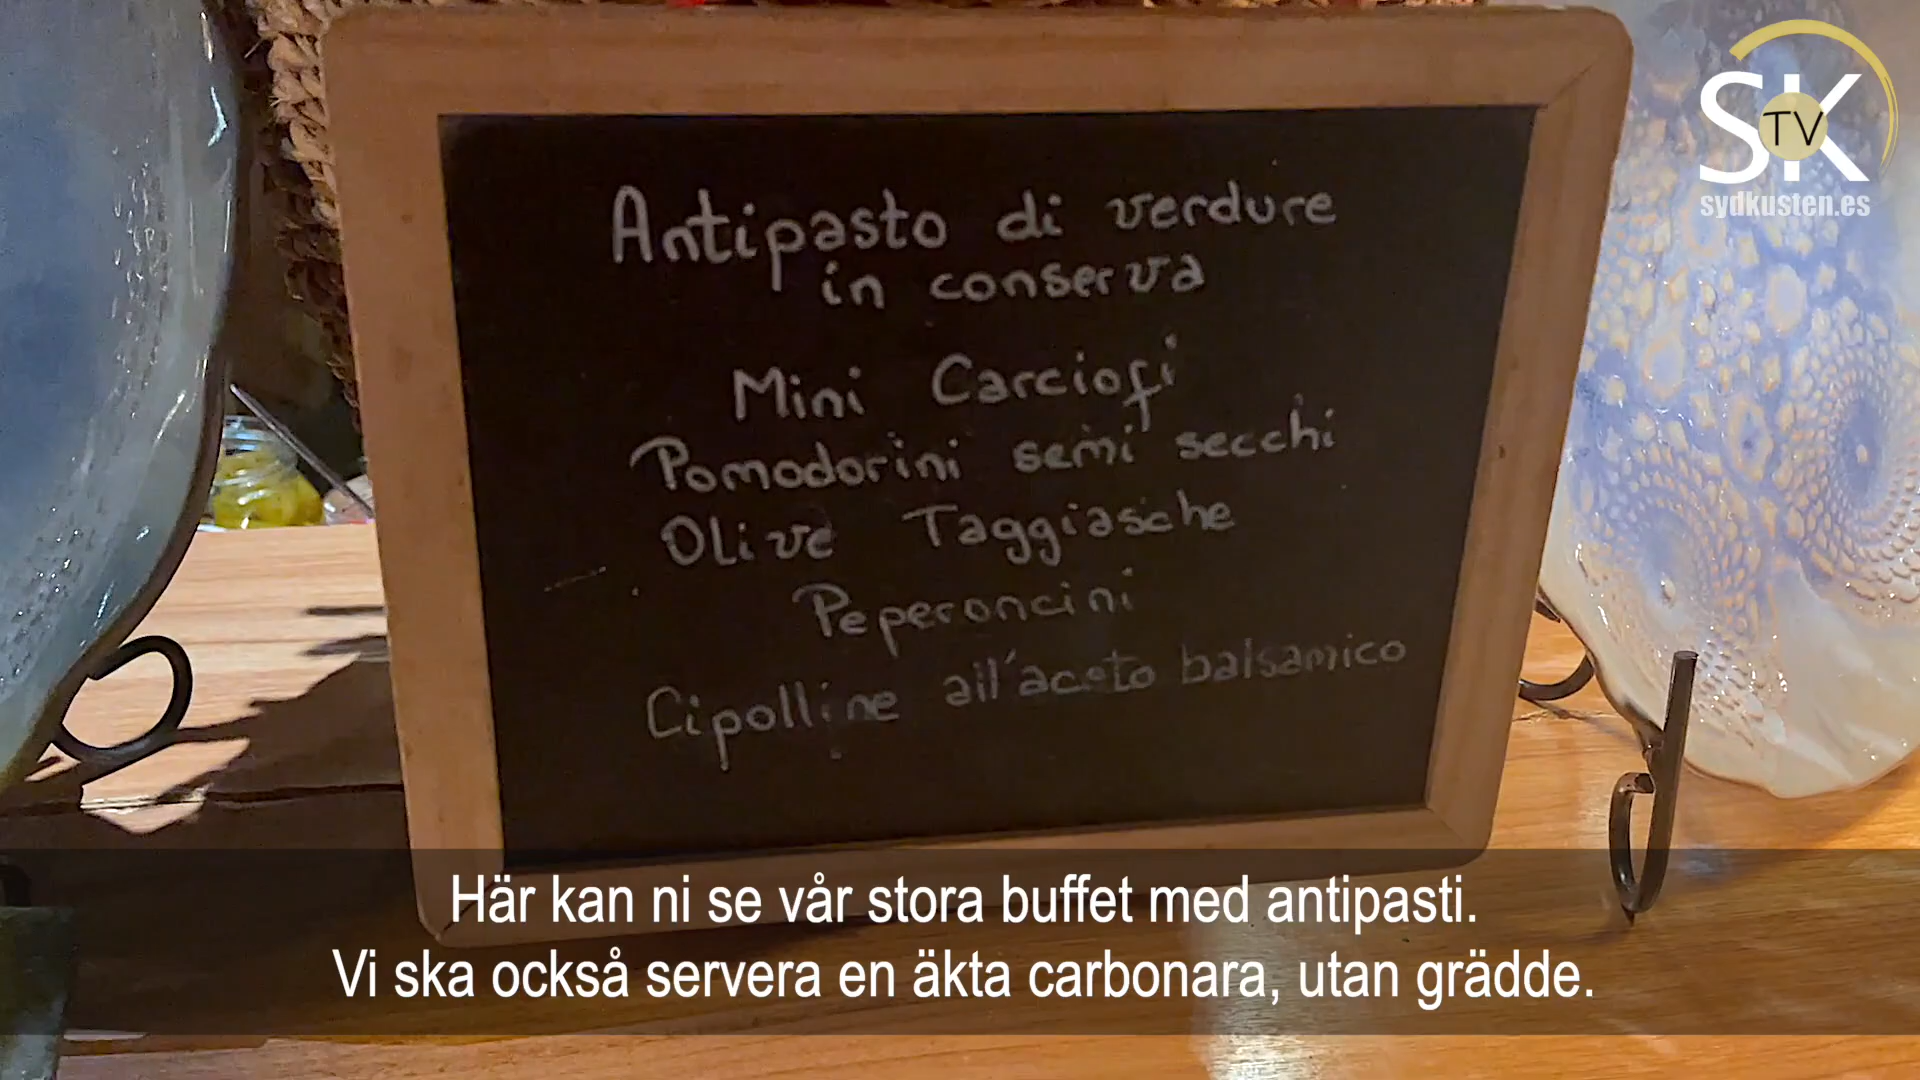 SK
TV
sydkusten.es
Antipasto di verdure
in conserva
Mini Carciofi
Pomodorini semi secchi
Olive Taggiasche
Peperoncini
Cipolline all'aceto balsamico
Här kan ni se vår stora buffet med antipasti.
Vi ska också servera en äkta carbonara, utan grädde.